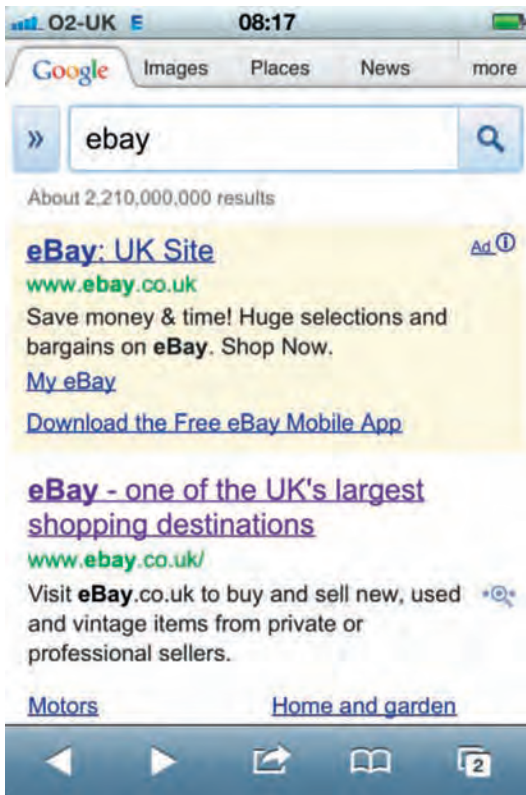 O2-UK E 08:17
Google Images Places News more
» ebay
About 2,210,000,000 results
eBay: UK Site Ad
www.ebay.co.uk
Save money & time! Huge selections and
bargains on eBay. Shop Now.
My eBay
Download the Free eBay Mobile App
eBay - one of the UK's largest
shopping destinations
www.ebay.co.uk/
Visit eBay.co.uk to buy and sell new, used
and vintage items from private or
professional sellers.
Motors Home and garden
2